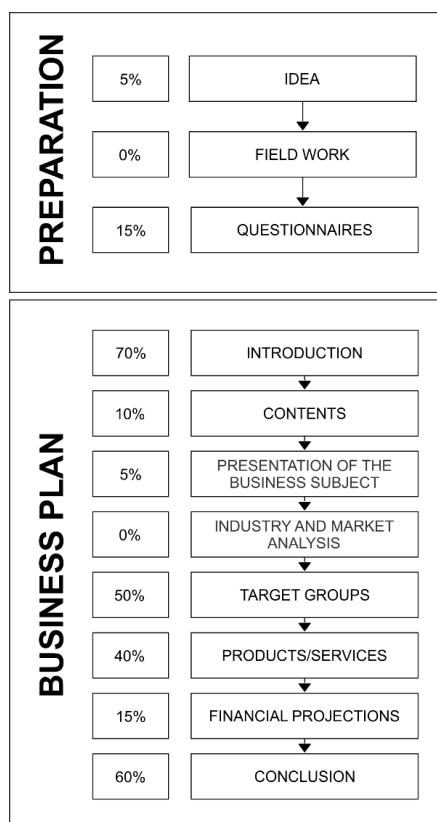 PREPARATION
5%
IDEA
0%
FIELD WORK
15%
QUESTIONNAIRES
BUSINESS PLAN
70%
INTRODUCTION
10%
CONTENTS
5%
PRESENTATION OF THE
BUSINESS SUBJECT
0%
INDUSTRY AND MARKET
ANALYSIS
50%
TARGET GROUPS
40%
PRODUCTS/SERVICES
15%
FINANCIAL PROJECTIONS
60%
CONCLUSION